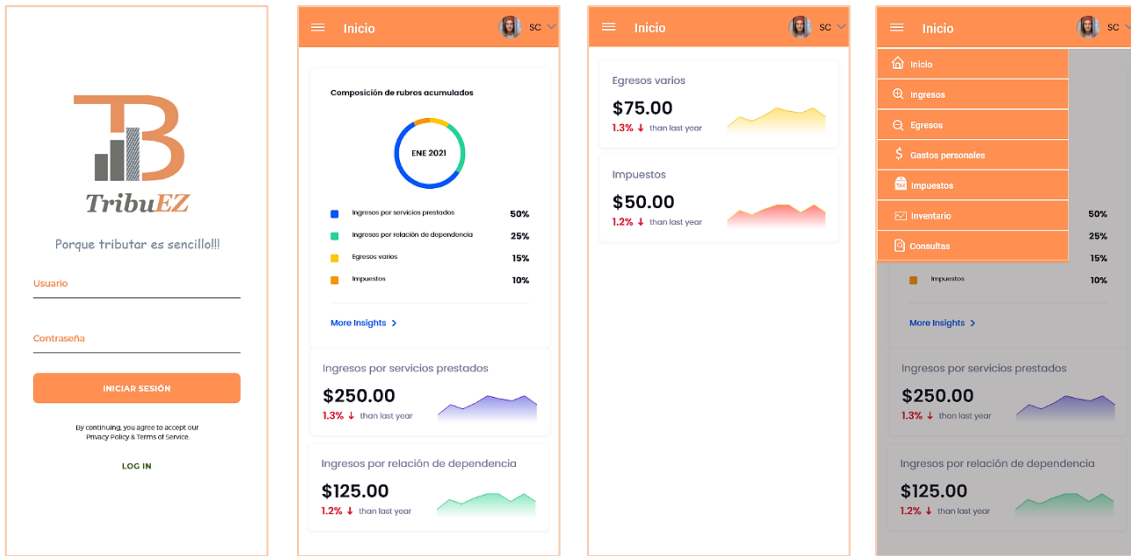 TB
TribuEZ
Porque tributar es sencillo!!!
Usuario
Contraseña
INICIAR SESIÓN
By continuing, you agree to accept our
Privacy Policy & Terms of Service.
LOG IN
Inicio
SC
Composición de rubros acumulados
ENE 2021
Ingresos por servicios prestados 50%
Ingresos por relación de dependencia 25%
Egresos varios 15%
Impuestos 10%
More Insights >
Ingresos por servicios prestados
$250.00
1.3% ↓ than last year
Ingresos por relación de dependencia
$125.00
1.2% ↓ than last year
Inicio
SC
Egresos varios
$75.00
1.3% ↓ than last year
Impuestos
$50.00
1.2% ↓ than last year
Inicio
SC
Inicio
Ingresos
Egresos
$ Gastos personales
TAX Impuestos
Inventario
Consultas
50%
25%
15%
Impuestos 10%
More Insights >
Ingresos por servicios prestados
$250.00
1.3% ↓ than last year
Ingresos por relación de dependencia
$125.00
1.2% ↓ than last year